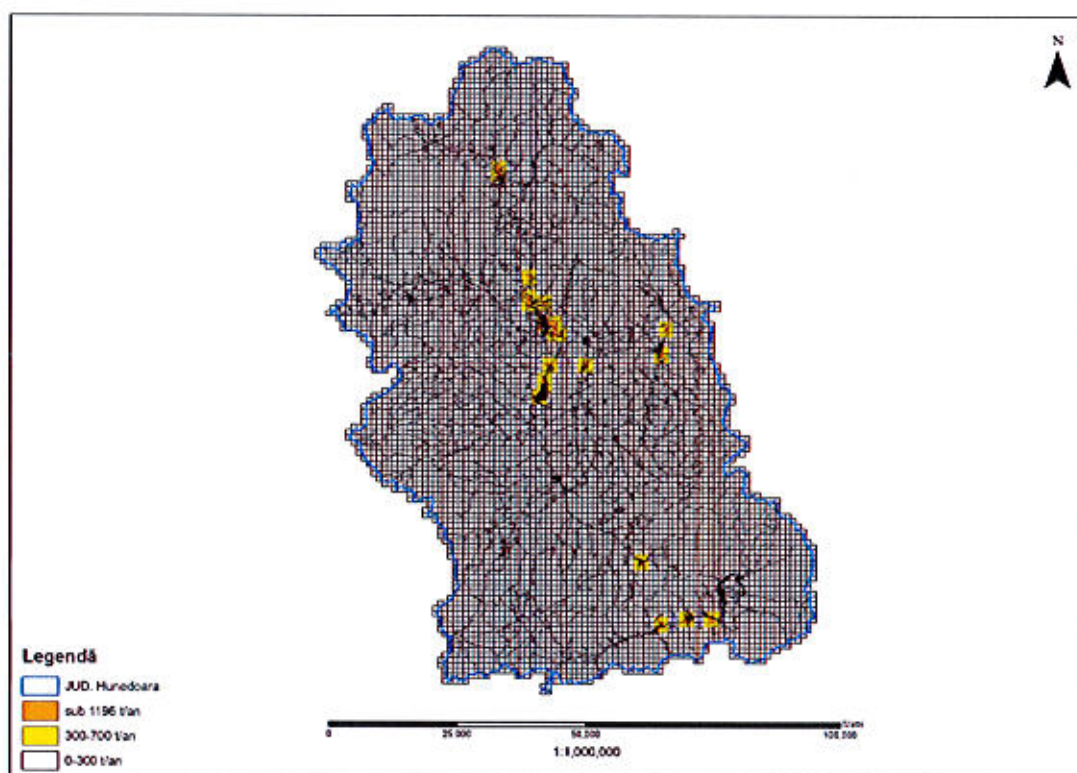 N
Legendă
JUD. Hunedoara
sub 1196 t/an
300-700 t/an
0-300 t/an
0 25,000 50,000 100,000
1:1,000,000